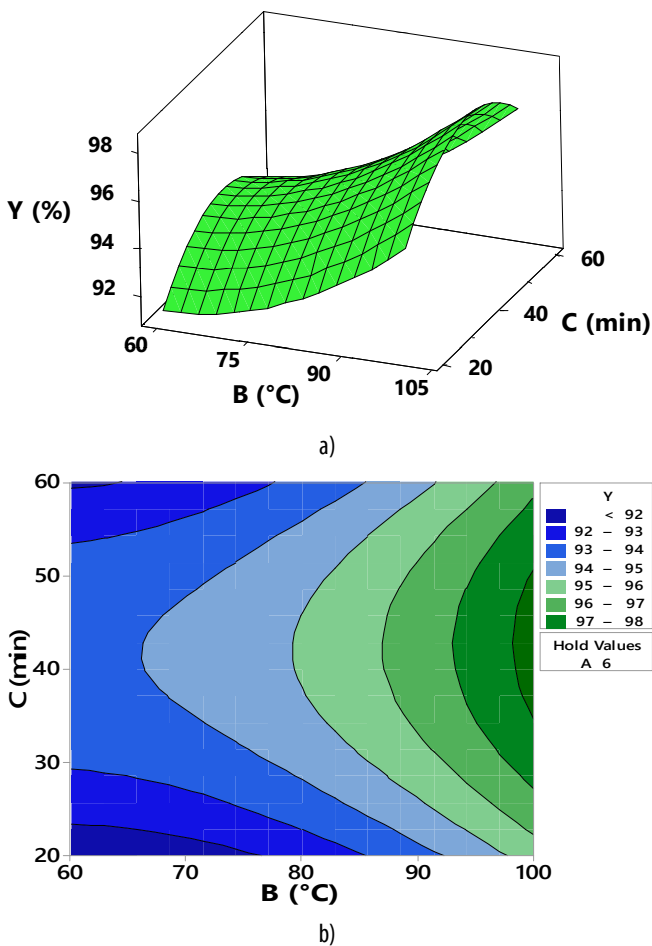 98
96
Y (%)
94
92
60
60
40
C (min)
75
20
90
105
B (°C)
a)
60
50
40
30
20
C (min)
60
70
80
90
100
B (°C)
Y
< 92
92 – 93
93 – 94
94 – 95
95 – 96
96 – 97
97 – 98
Hold Values
A 6
b)